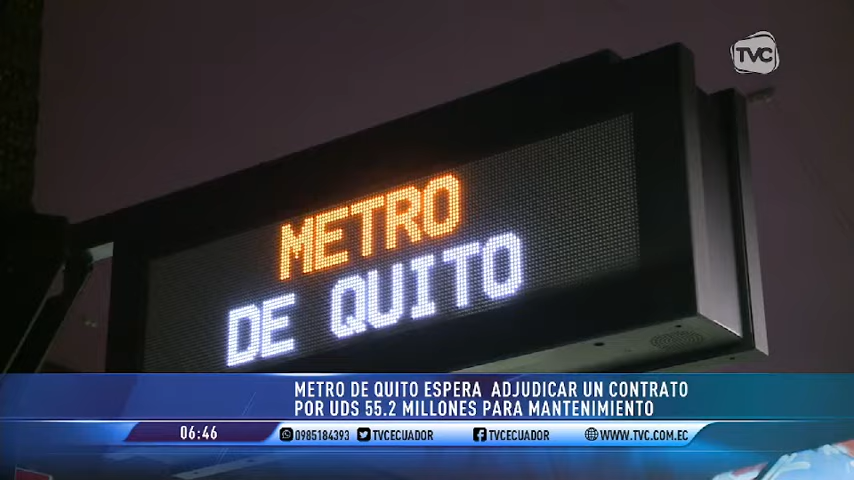 TVC
METRO
DE QUITO
METRO DE QUITO ESPERA ADJUDICAR UN CONTRATO
POR UDS 55.2 MILLONES PARA MANTENIMIENTO
06:46 0985184393 TVCECUADOR TVCECUADOR WWW.TVC.COM.EC